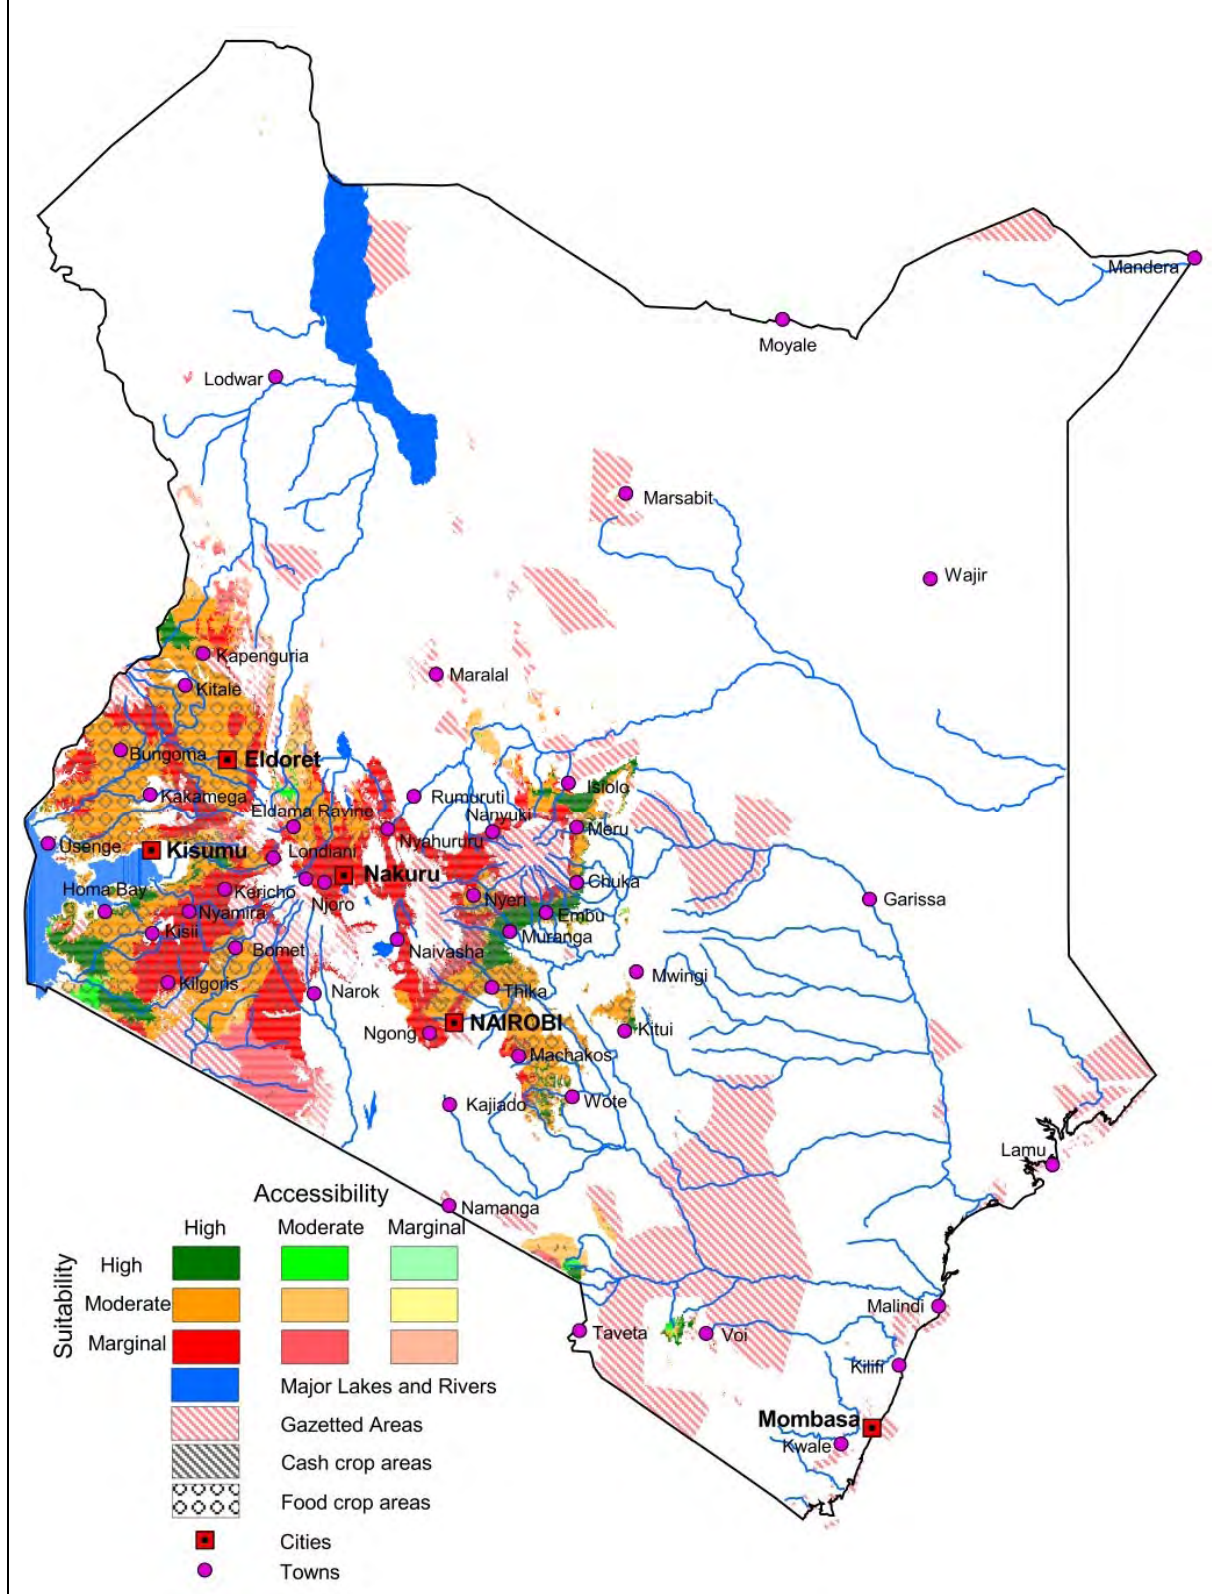 Mandera
Moyale
Lodwar
Marsabit
Wajir
Kapenguria
Maralal
Kitale
Bungoma
Eldoret
Isiolo
Kakamega
Rumuruti
Eldama Ravine
Nanyuki
Meru
Nyahururu
Usenge
Kisumu
Londiani
Nakuru
Chuka
Homa Bay
Kericho
Njoro
Nyeri
Garissa
Nyamira
Embu
Kisii
Muranga
Bomet
Naivasha
Mwingi
Kilgoris
Narok
Thika
Ngong
NAIROBI
Kitui
Machakos
Kajiado
Wote
Lamu
Namanga
Malindi
Taveta
Voi
Kilifi
Mombasa
Kwale
Accessibility
High Moderate Marginal
Suitability
High
Moderate
Marginal
Major Lakes and Rivers
Gazetted Areas
Cash crop areas
Food crop areas
Cities
Towns